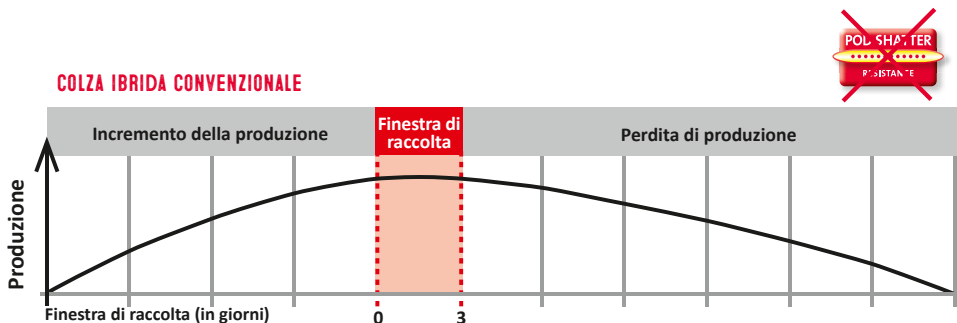 POD SHATTER
RESISTANTE
COLZA IBRIDA CONVENZIONALE
Incremento della produzione
Finestra di
raccolta
Perdita di produzione
Produzione
Finestra di raccolta (in giorni)
0
3